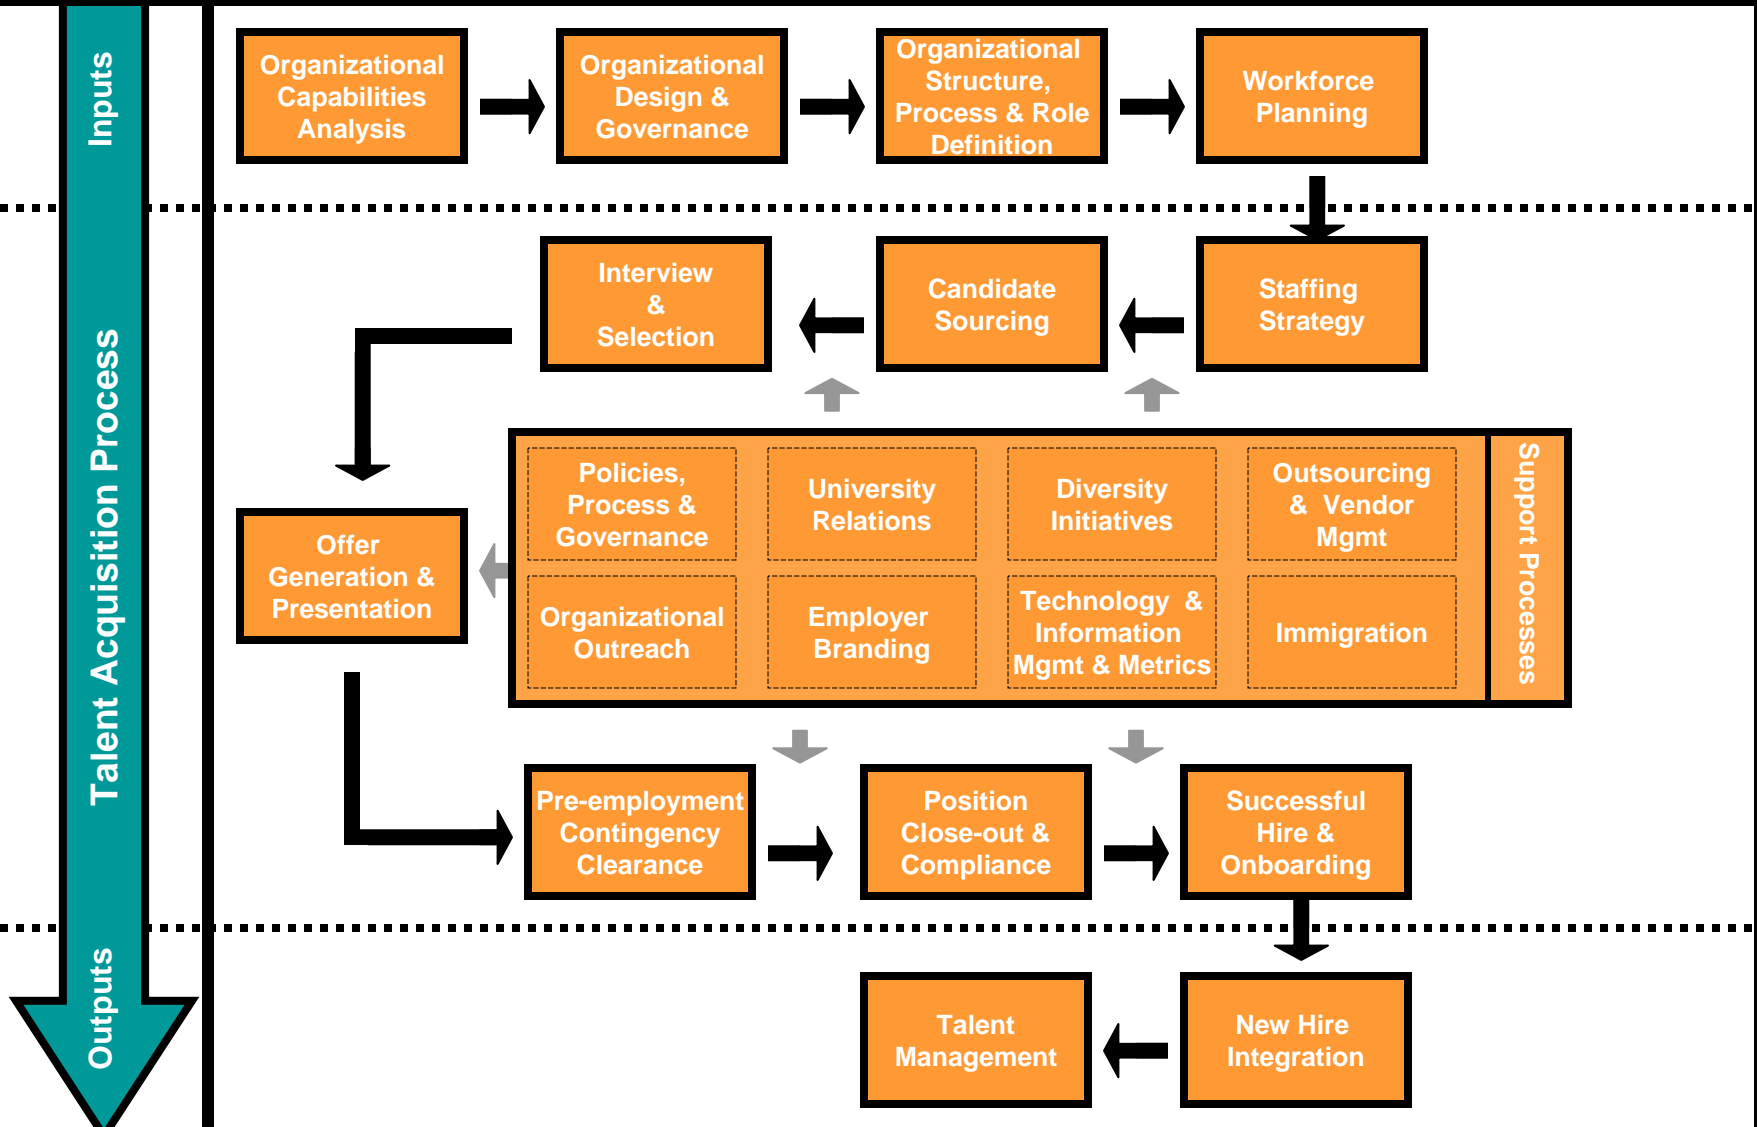 Inputs
Organizational
Capabilities
Analysis
Organizational
Design &
Governance
Organizational
Structure,
Process & Role
Definition
Workforce
Planning
Talent Acquisition Process
Interview
&
Selection
Candidate
Sourcing
Staffing
Strategy
Offer
Generation &
Presentation
Policies,
Process &
Governance
University
Relations
Diversity
Initiatives
Outsourcing
& Vendor
Mgmt
Organizational
Outreach
Employer
Branding
Technology &
Information
Mgmt & Metrics
Immigration
Support Processes
Pre-employment
Contingency
Clearance
Position
Close-out &
Compliance
Successful
Hire &
Onboarding
Outputs
Talent
Management
New Hire
Integration